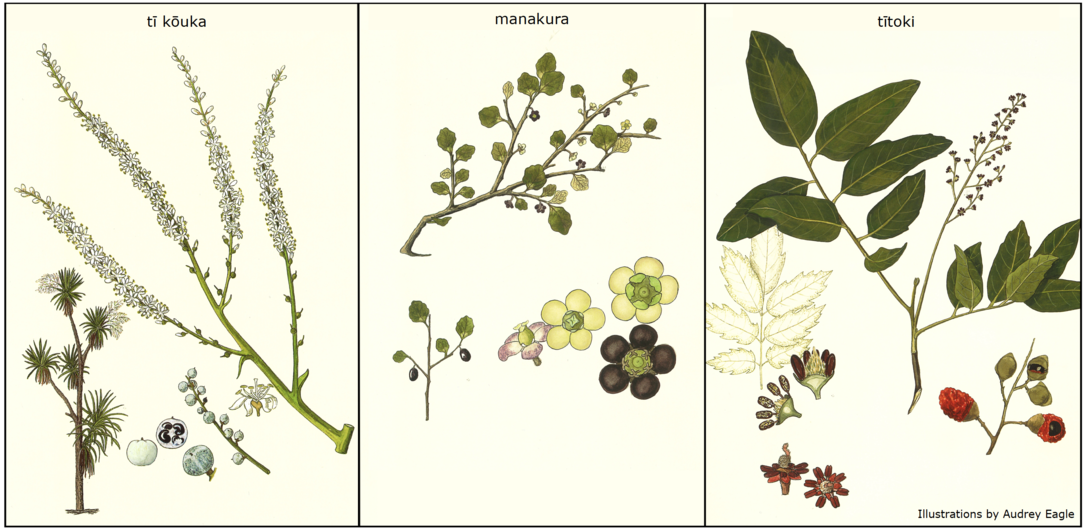 tī kōuka
manakura
tītoki
Illustrations by Audrey Eagle